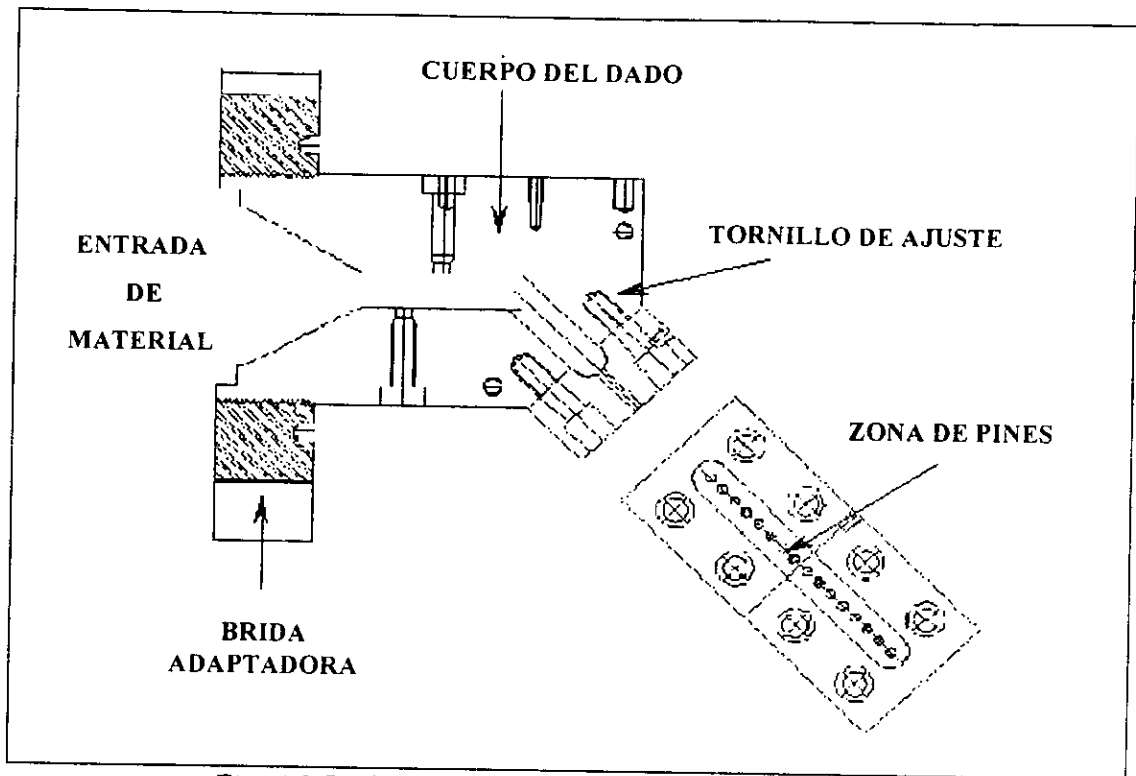 CUERPO DEL DADO
TORNILLO DE AJUSTE
ENTRADA
DE
MATERIAL
ZONA DE PINES
BRIDA
ADAPTADORA